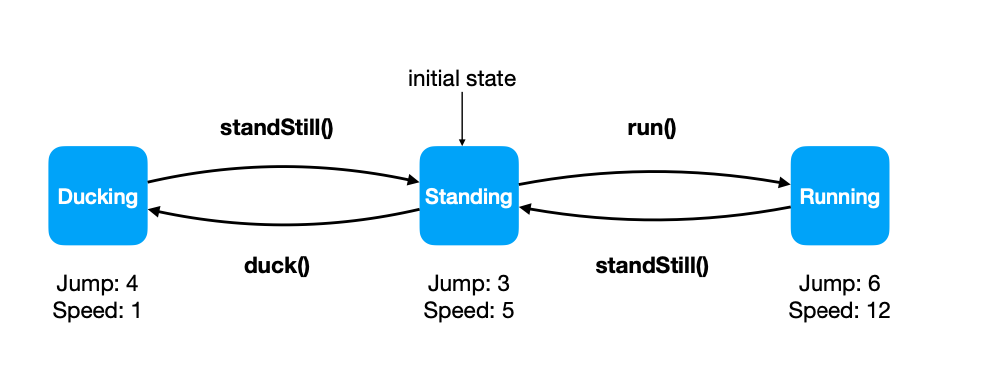 initial state
standStill()
run()
Ducking
Standing
Running
duck()
standStill()
Jump: 4
Speed: 1
Jump: 3
Speed: 5
Jump: 6
Speed: 12